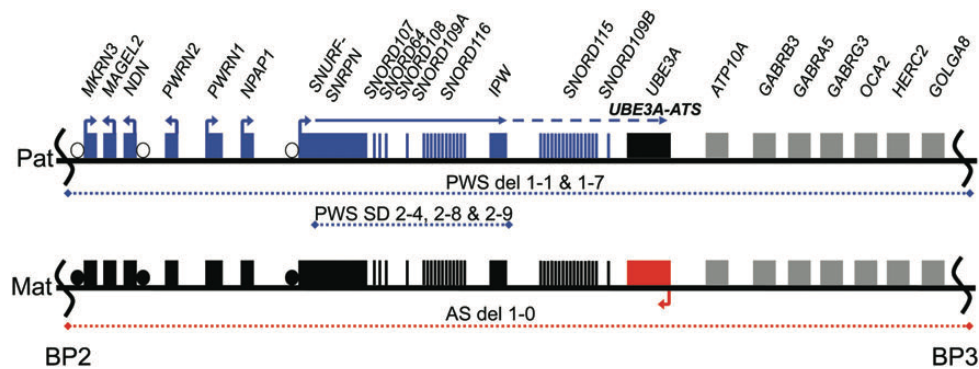 MKRN3
MAGEL2
NDN
PWRN2
PWRN1
NPAP1
SNURF-
SNRPN
SNORD107
SNORD64
SNORD108
SNORD109A
SNORD116
IPW
SNORD115
SNORD109B
UBE3A
ATP10A
GABRB3
GABRA5
GABRG3
OCA2
HERC2
GOLGA8
UBE3A-ATS
Pat
PWS del 1-1 & 1-7
PWS SD 2-4, 2-8 & 2-9
Mat
AS del 1-0
BP2 BP3